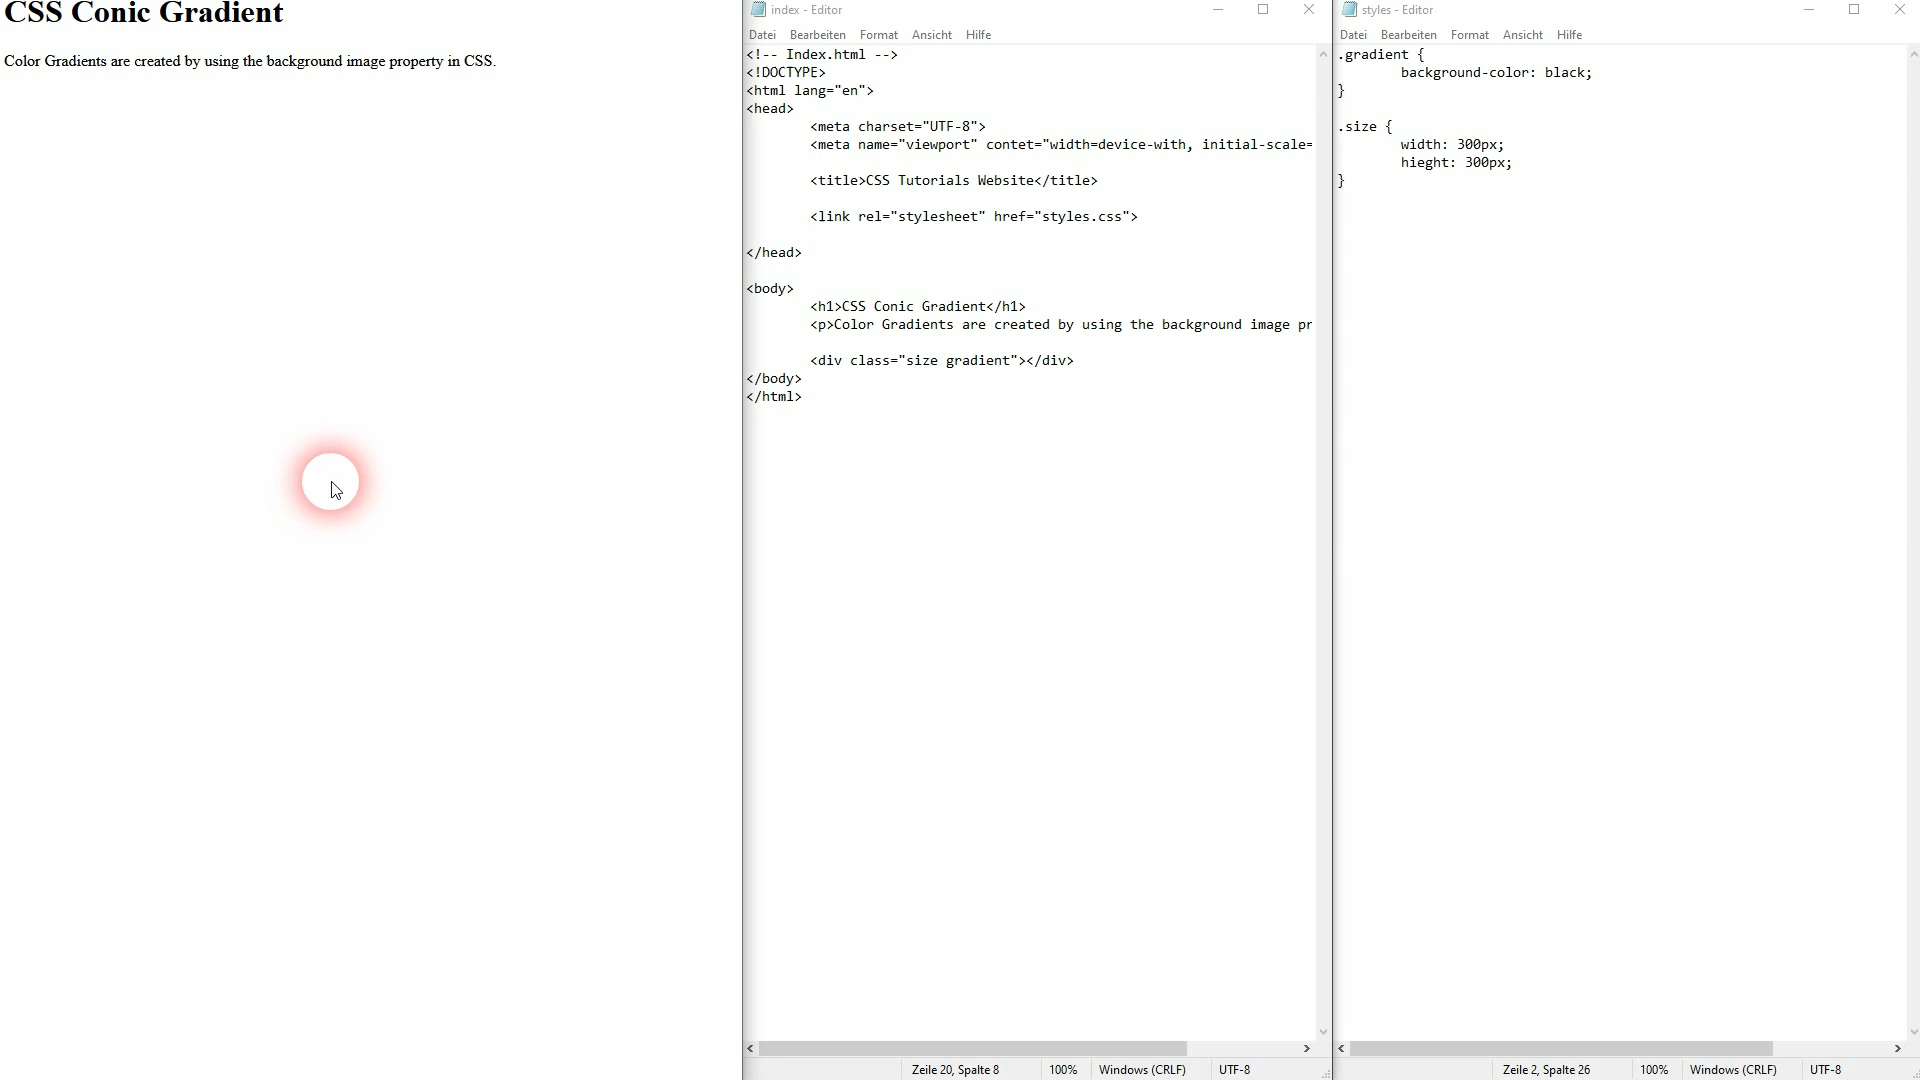 CSS Conic Gradient
Color Gradients are created by using the background image property in CSS.
index - Editor
Datei Bearbeiten Format Ansicht Hilfe
<!-- Index.html -->
<!DOCTYPE>
<html lang="en">
<head>
<meta charset="UTF-8">
<meta name="viewport" contet="width=device-with, initial-scale=
<title>CSS Tutorials Website</title>
<link rel="stylesheet" href="styles.css">
</head>
<body>
<h1>CSS Conic Gradient</h1>
<p>Color Gradients are created by using the background image pr
<div class="size gradient"></div>
</body>
</html>
Zeile 20, Spalte 8 100% Windows (CRLF) UTF-8
styles - Editor
Datei Bearbeiten Format Ansicht Hilfe
.gradient {
background-color: black;
}
.size {
width: 300px;
hieght: 300px;
}
Zeile 2, Spalte 26 100% Windows (CRLF) UTF-8